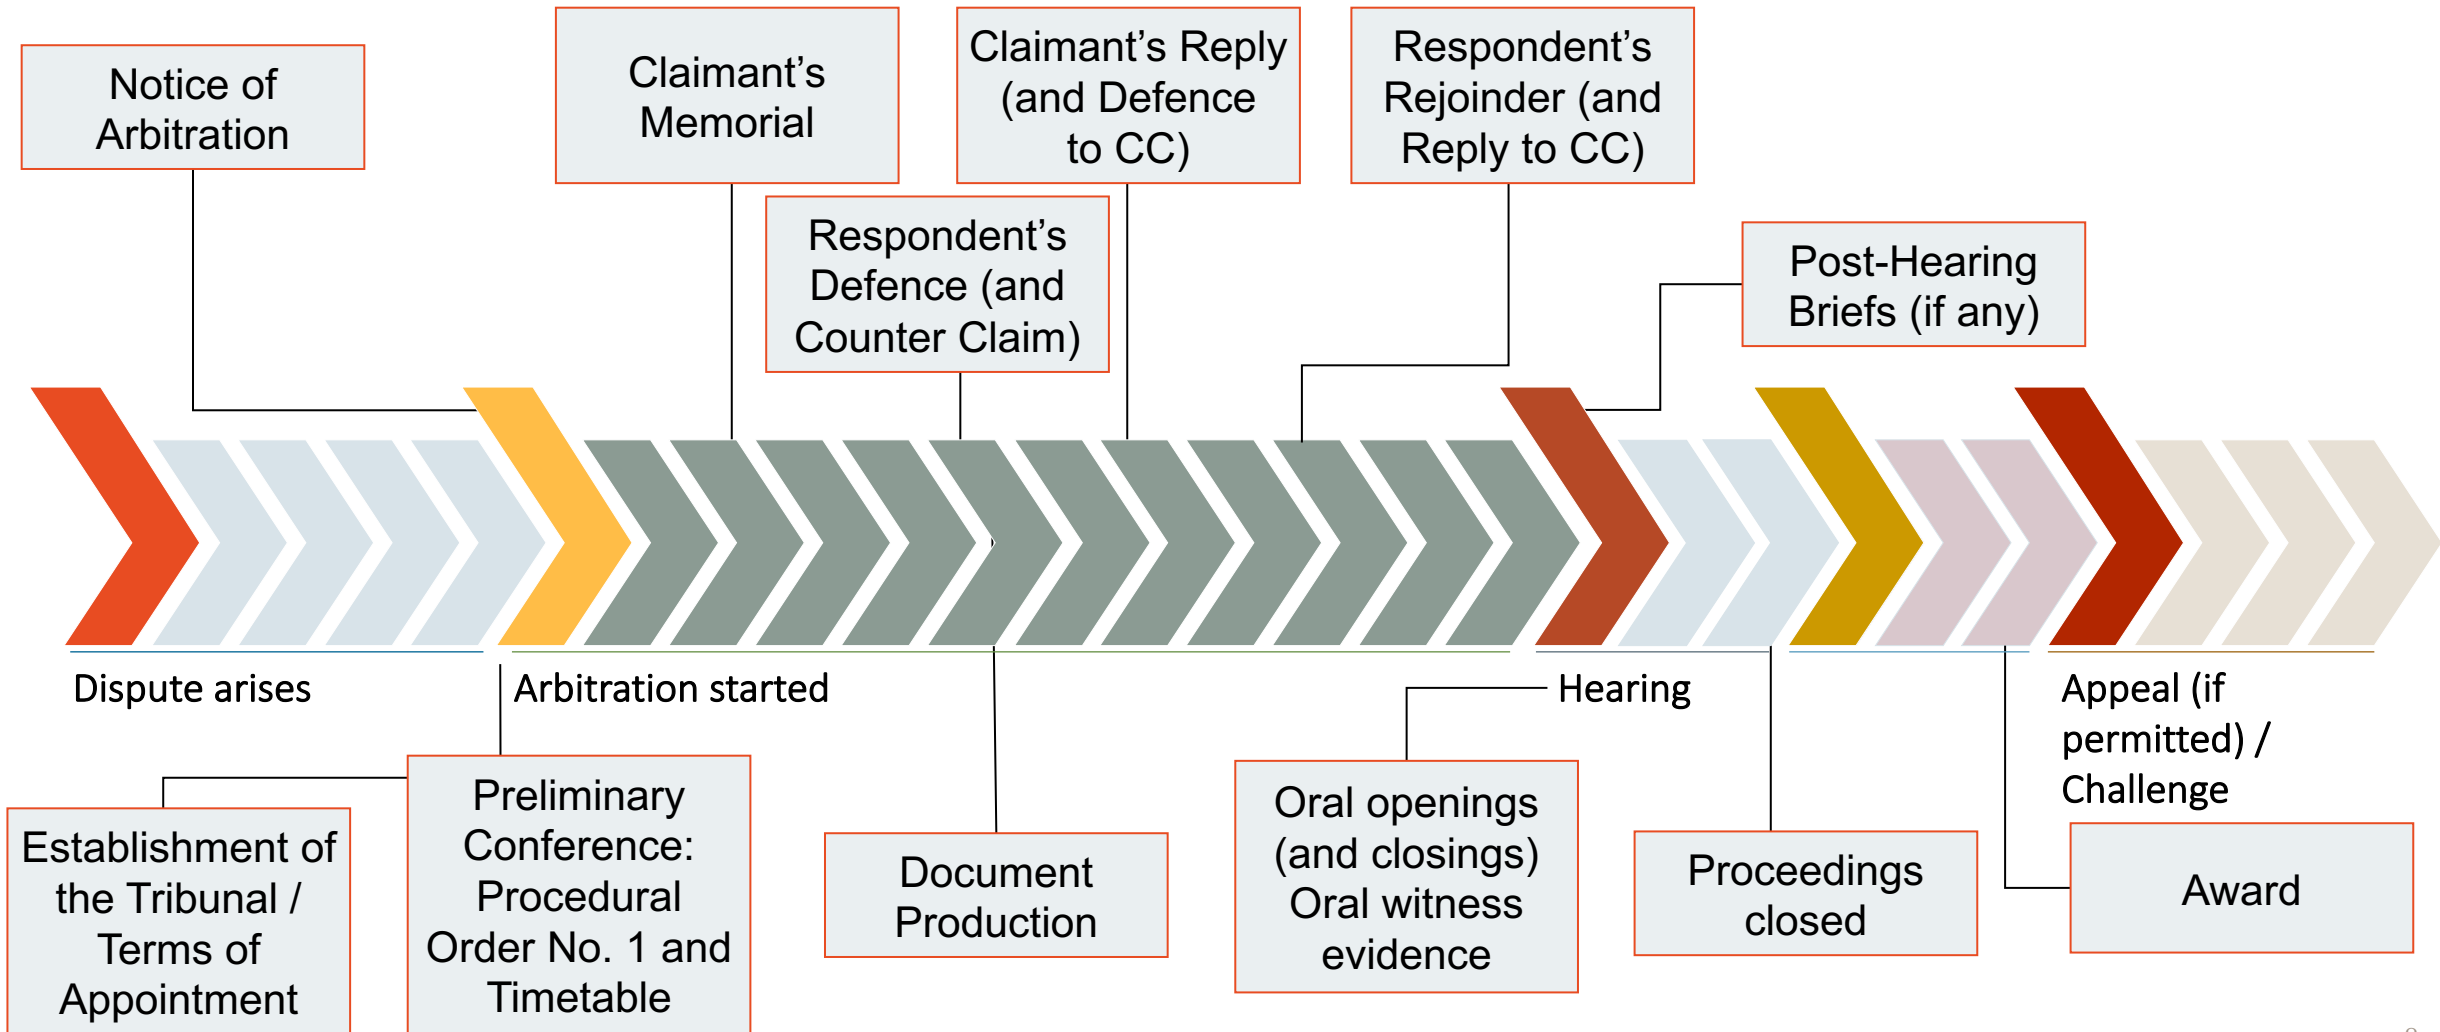 Notice of
Arbitration
Claimant's
Memorial
Claimant's Reply
(and Defence
to CC)
Respondent's
Rejoinder (and
Reply to CC)
Respondent's
Defence (and
Counter Claim)
Post-Hearing
Briefs (if any)
Dispute arises
Arbitration started
Hearing
Appeal (if
permitted) /
Challenge
Establishment of
the Tribunal /
Terms of
Appointment
Preliminary
Conference:
Procedural
Order No. 1 and
Timetable
Document
Production
Oral openings
(and closings)
Oral witness
evidence
Proceedings
closed
Award